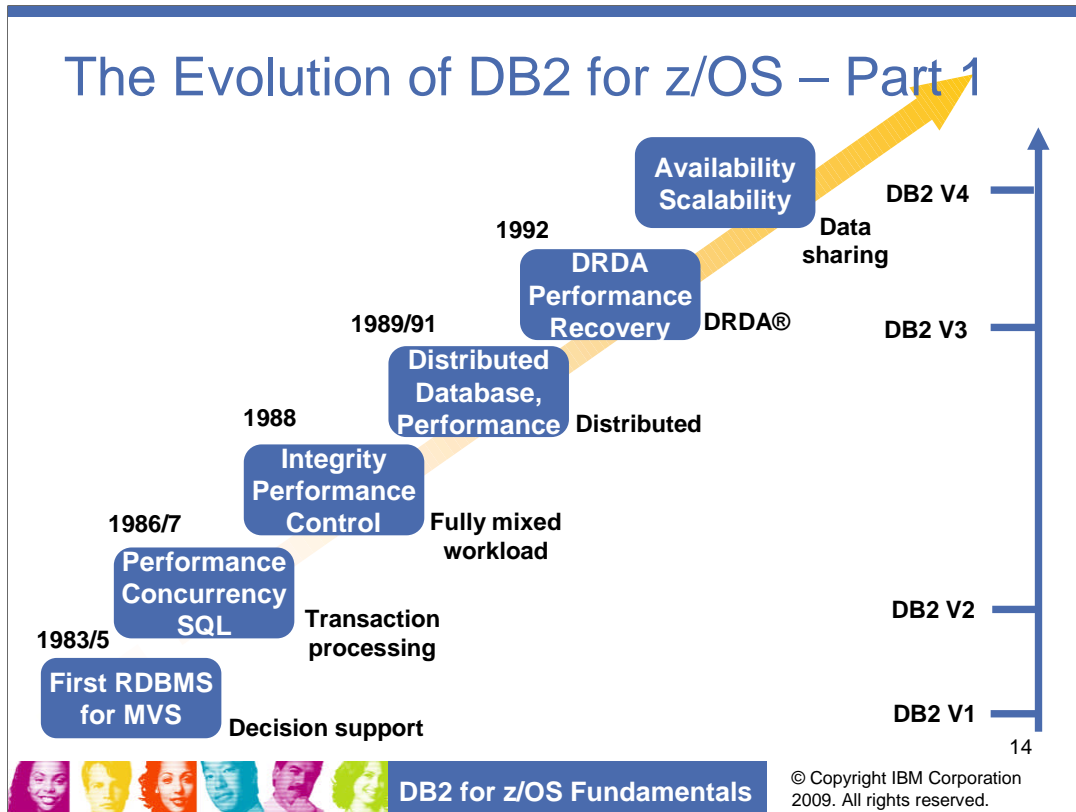 The Evolution of DB2 for z/OS – Part 1
Availability
Scalability
DB2 V4
Data
sharing
1992
DRDA
Performance
Recovery
DRDA®
DB2 V3
1989/91
Distributed
Database,
Performance
Distributed
1988
Integrity
Performance
Control
Fully mixed
workload
1986/7
Performance
Concurrency
SQL
Transaction
processing
DB2 V2
1983/5
First RDBMS
for MVS
Decision support
DB2 V1
14
DB2 for z/OS Fundamentals
© Copyright IBM Corporation
2009. All rights reserved.